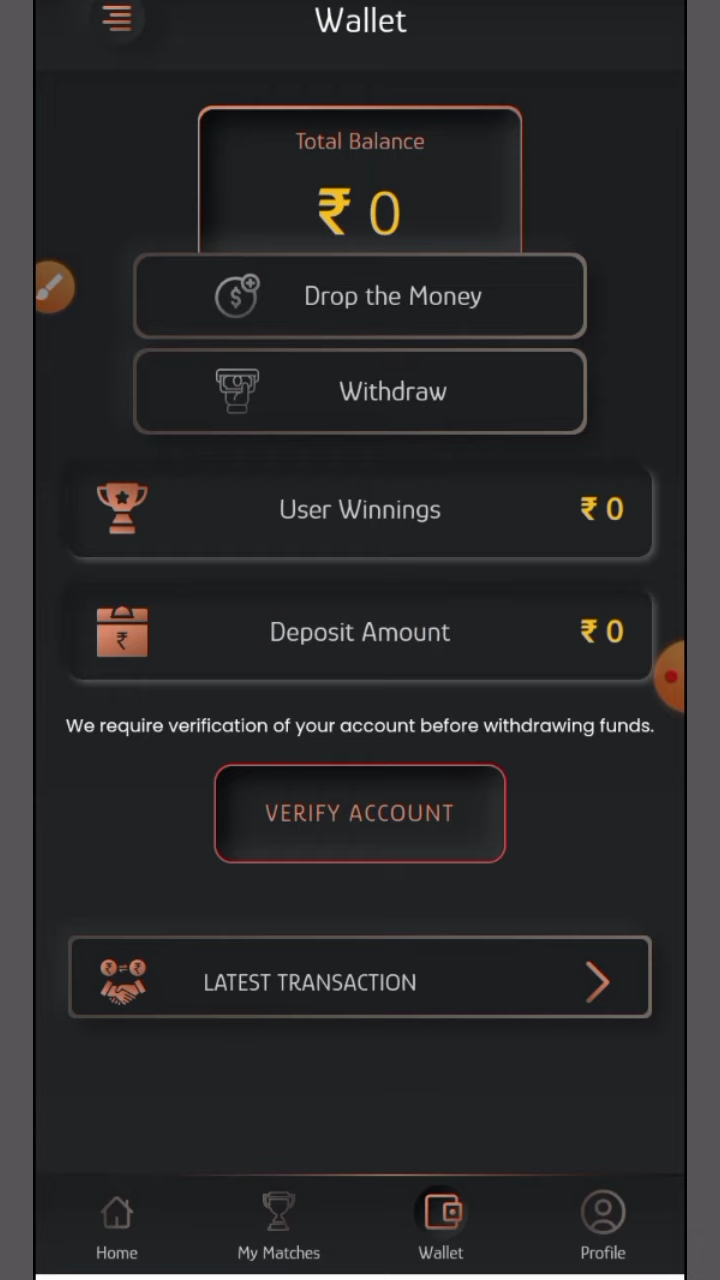 Wallet
Total Balance
₹ 0
Drop the Money
Withdraw
User Winnings ₹ 0
Deposit Amount ₹ 0
We require verification of your account before withdrawing funds.
VERIFY ACCOUNT
LATEST TRANSACTION
Home My Matches Wallet Profile